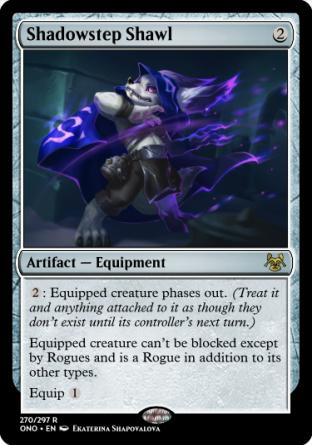 Shadowstep Shawl 2
Artifact — Equipment
2 : Equipped creature phases out. (Treat it
and anything attached to it as though they
don't exist until its controller's next turn.)
Equipped creature can't be blocked except
by Rogues and is a Rogue in addition to its
other types.
Equip 1
270/297 R
ONO • EN Ekaterina Shapovalova